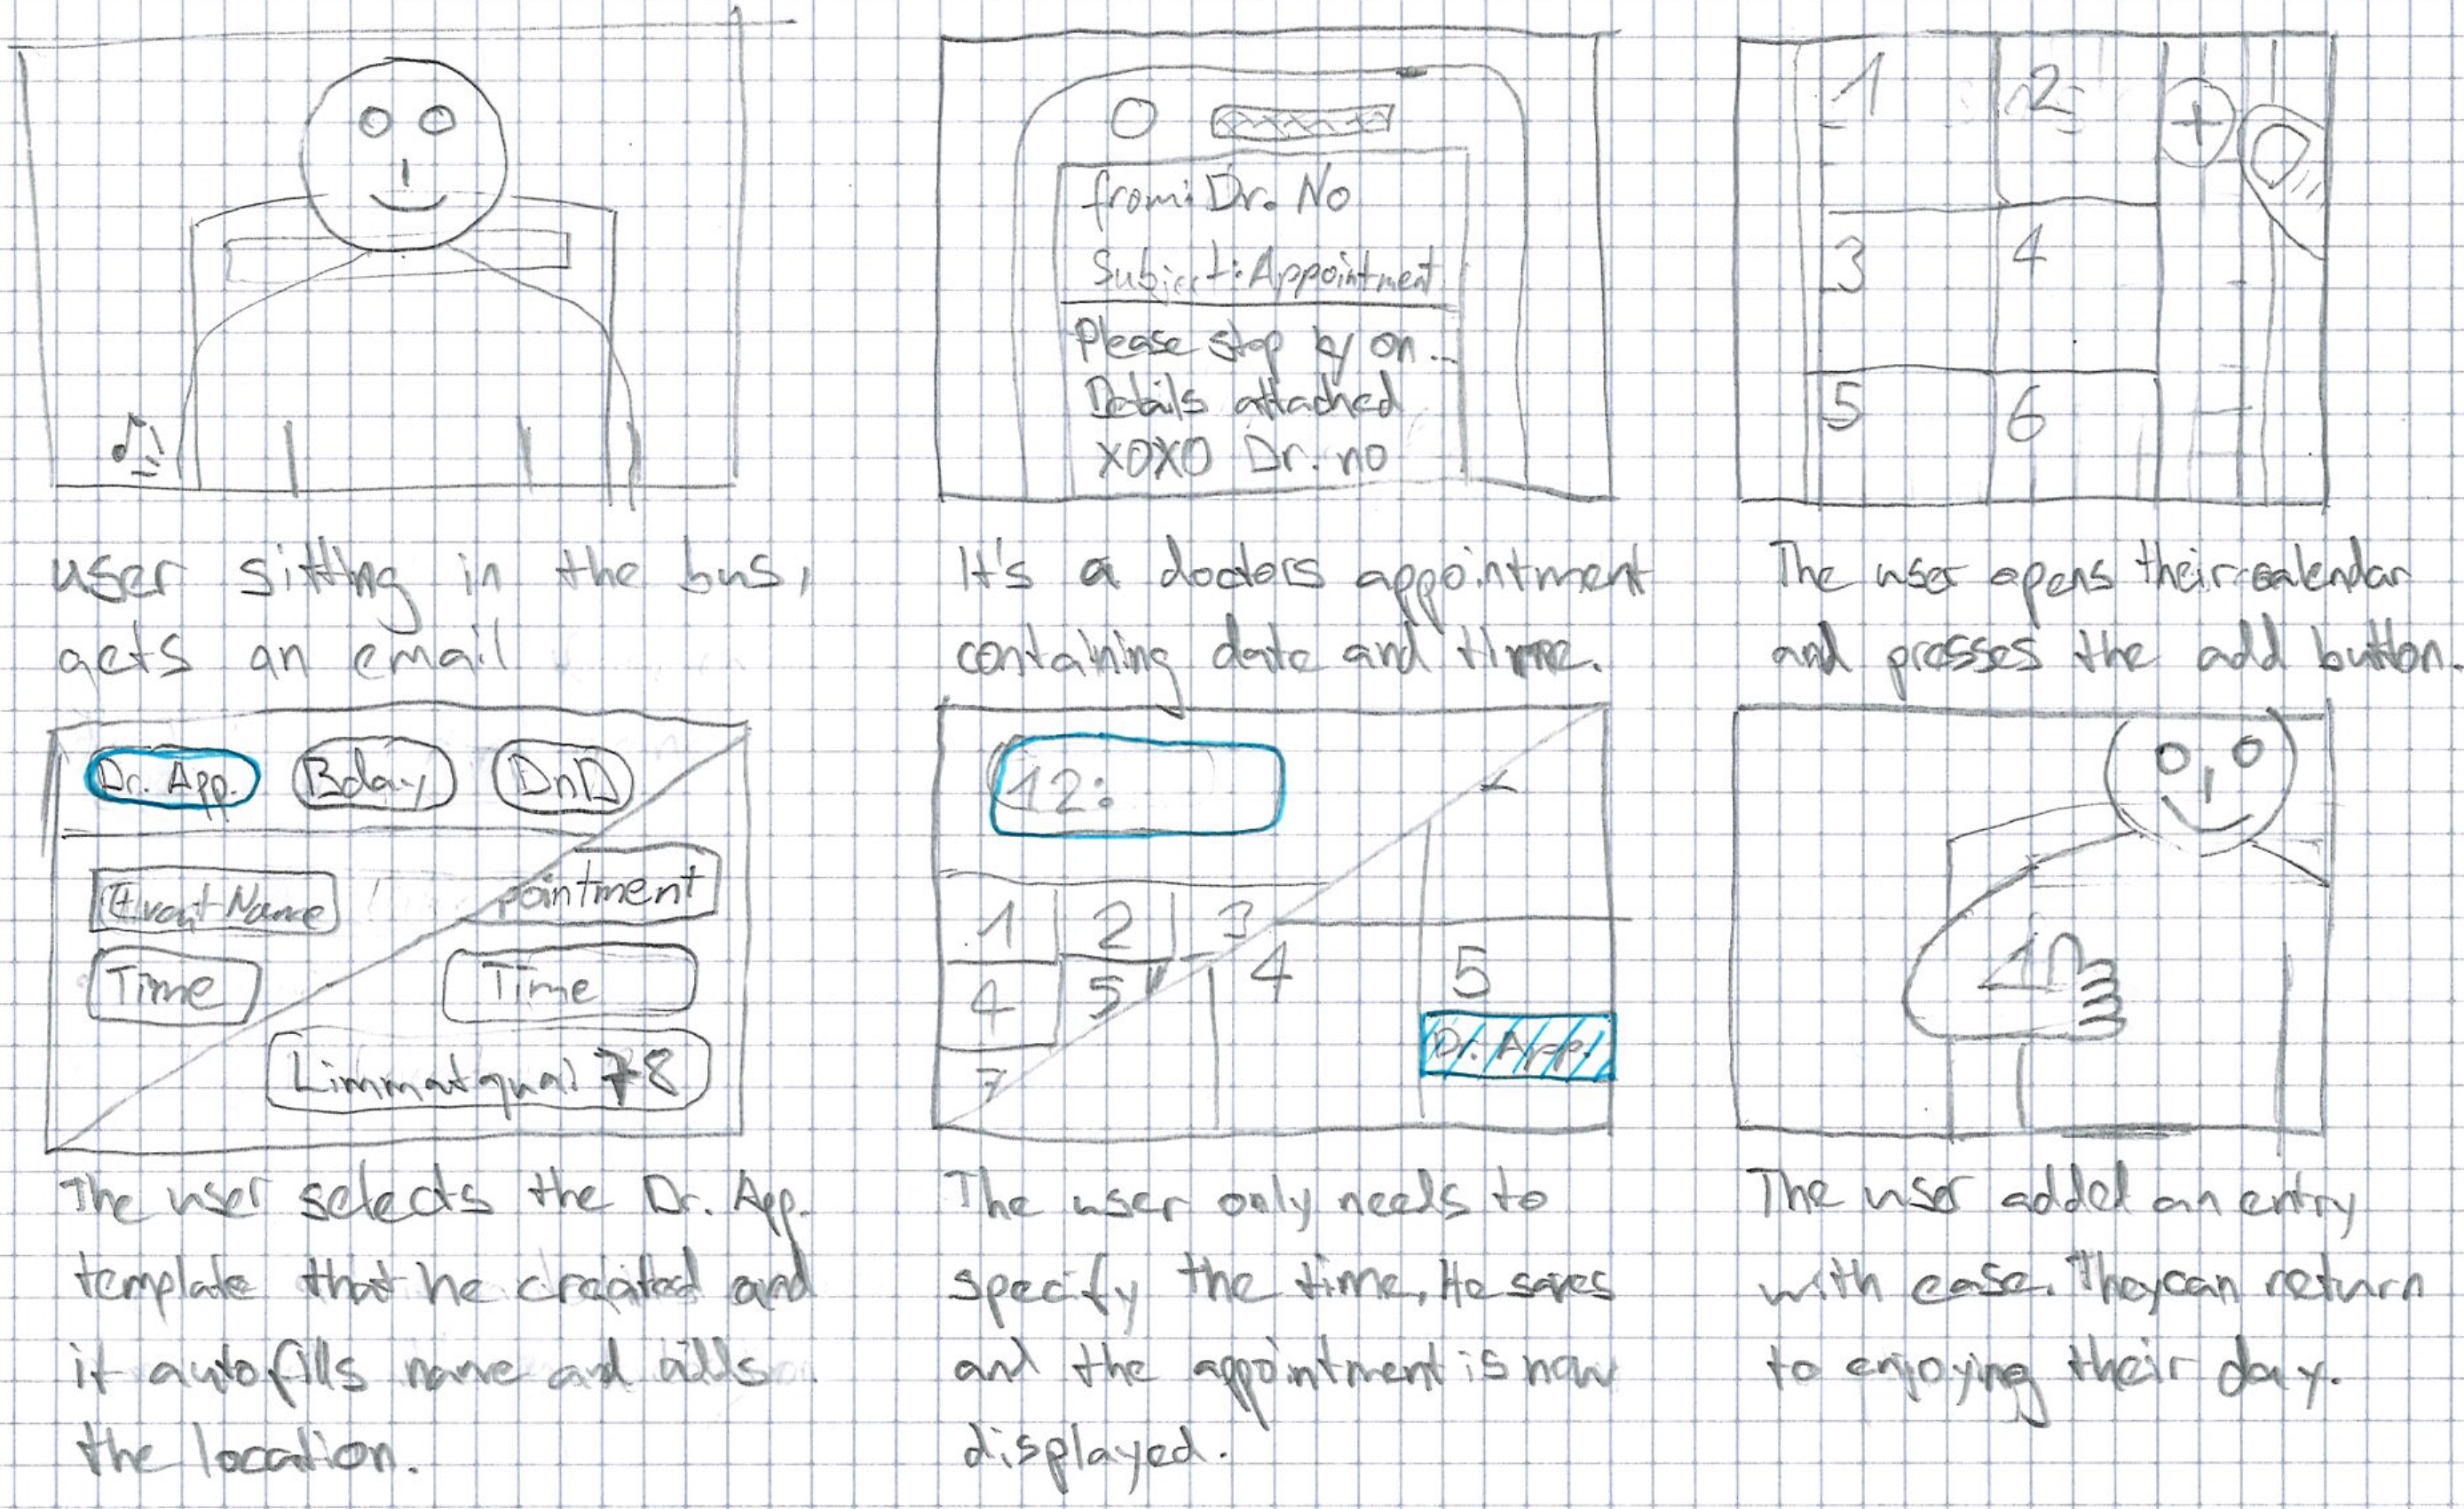 from: Dr. No
Subject: Appointment
Please stop by on...
Details attached
XOXO Dr. no
1 2 +
3 4
5 6
user sitting in the bus,
gets an email
It's a doctors appointment
containing date and time.
The user opens their calendar
and presses the add button.
Dr. App. Bday DnD
Event Name pointment
Time Time
Limmatquai 78
12:
1 2 3
4 5 4 5
Dr. App.
7
The user selects the Dr. App.
template that he created and
it autofills name and adds
the location.
The user only needs to
specify the time. He saves
and the appointment is now
displayed.
The user added an entry
with ease. They can return
to enjoying their day.